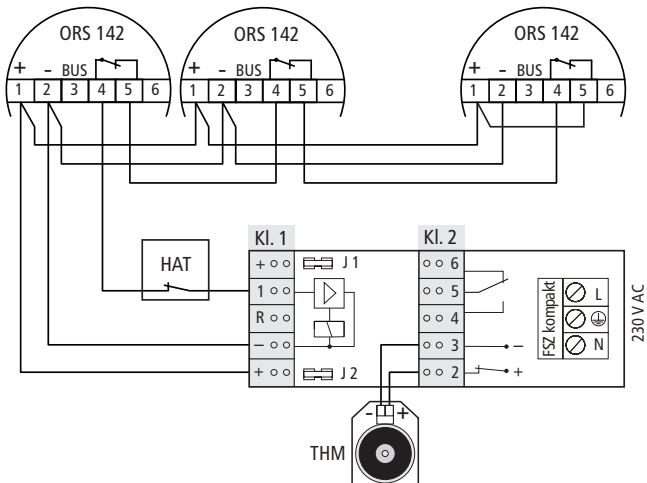 ORS 142 ORS 142 ORS 142
+ – BUS + – BUS + – BUS
1 2 3 4 5 6 1 2 3 4 5 6 1 2 3 4 5 6
Kl. 1 Kl. 2
HAT
+ J 1 6
1 5
R 4
– 3 –
+ J 2 2 +
FSZ kompakt
L
N
230 V AC
- +
THM